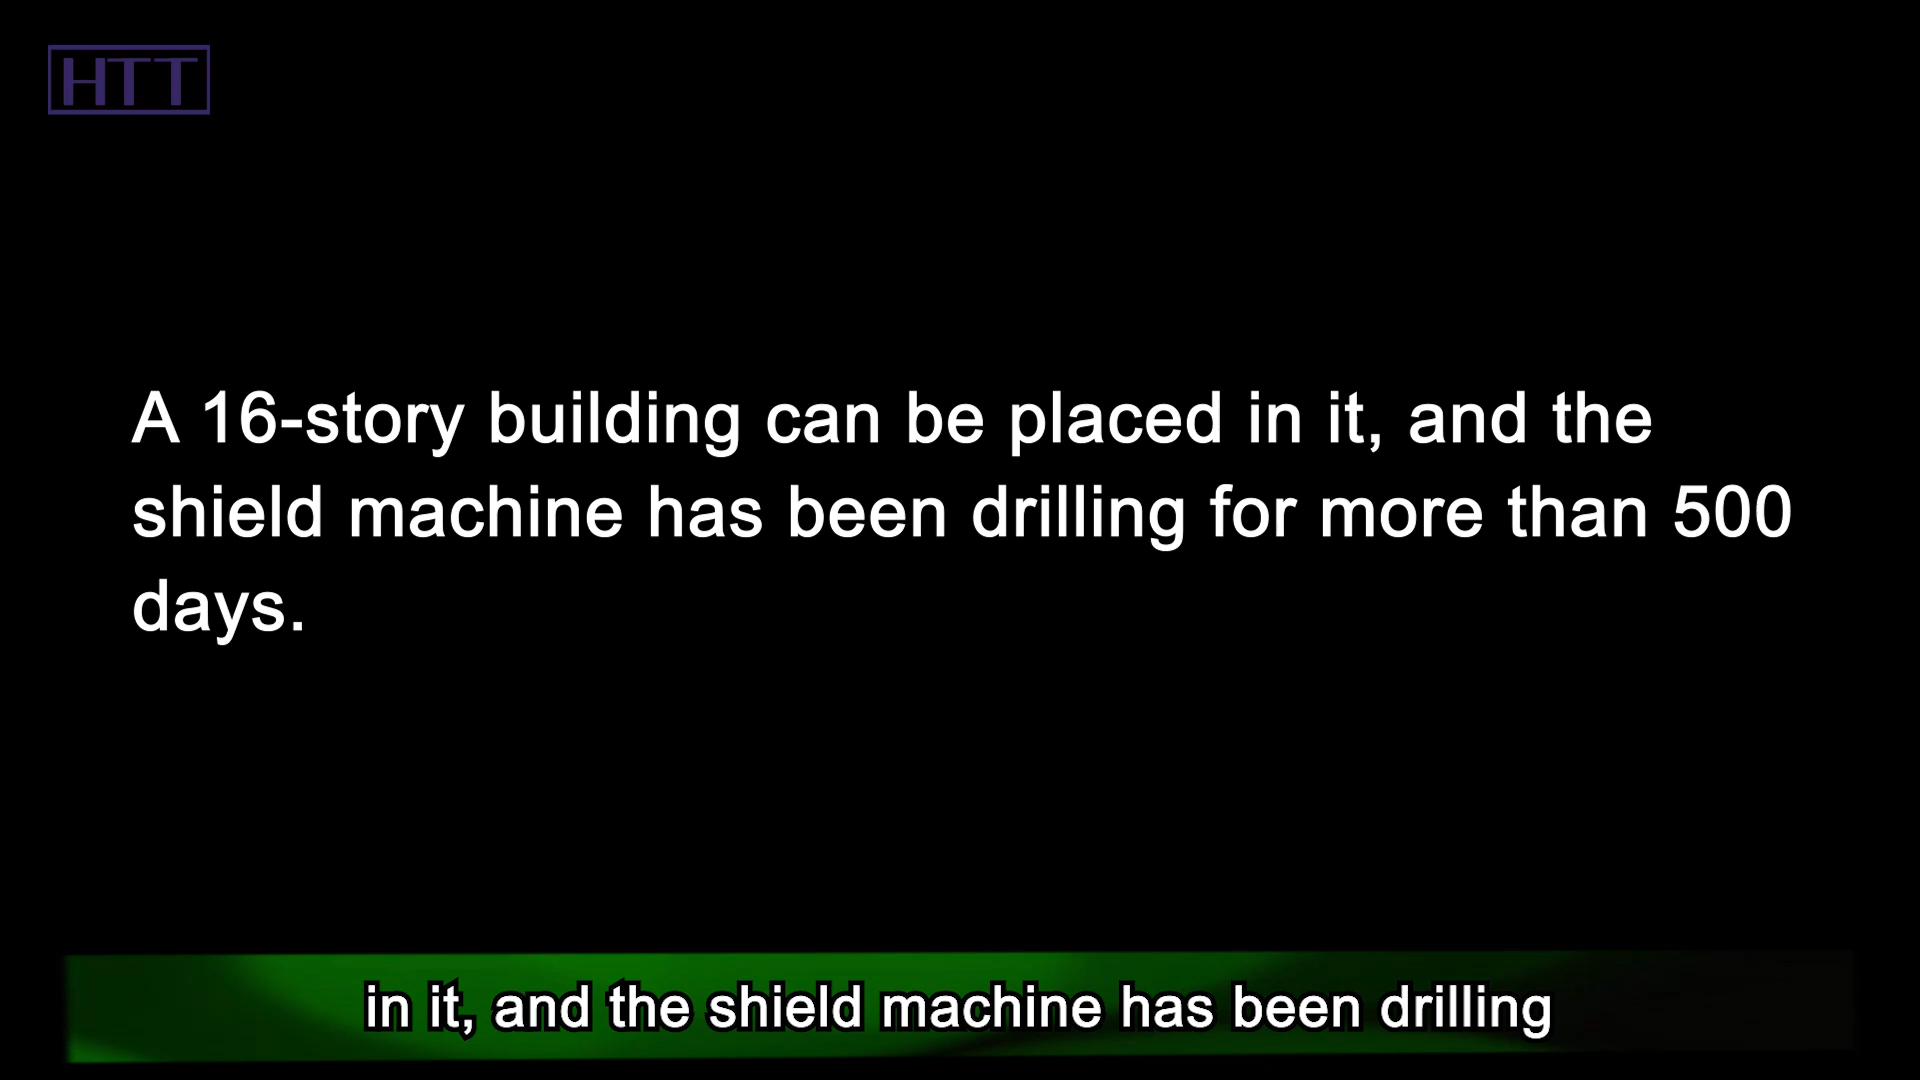 HTT
A 16-story building can be placed in it, and the
shield machine has been drilling for more than 500
days.
in it, and the shield machine has been drilling